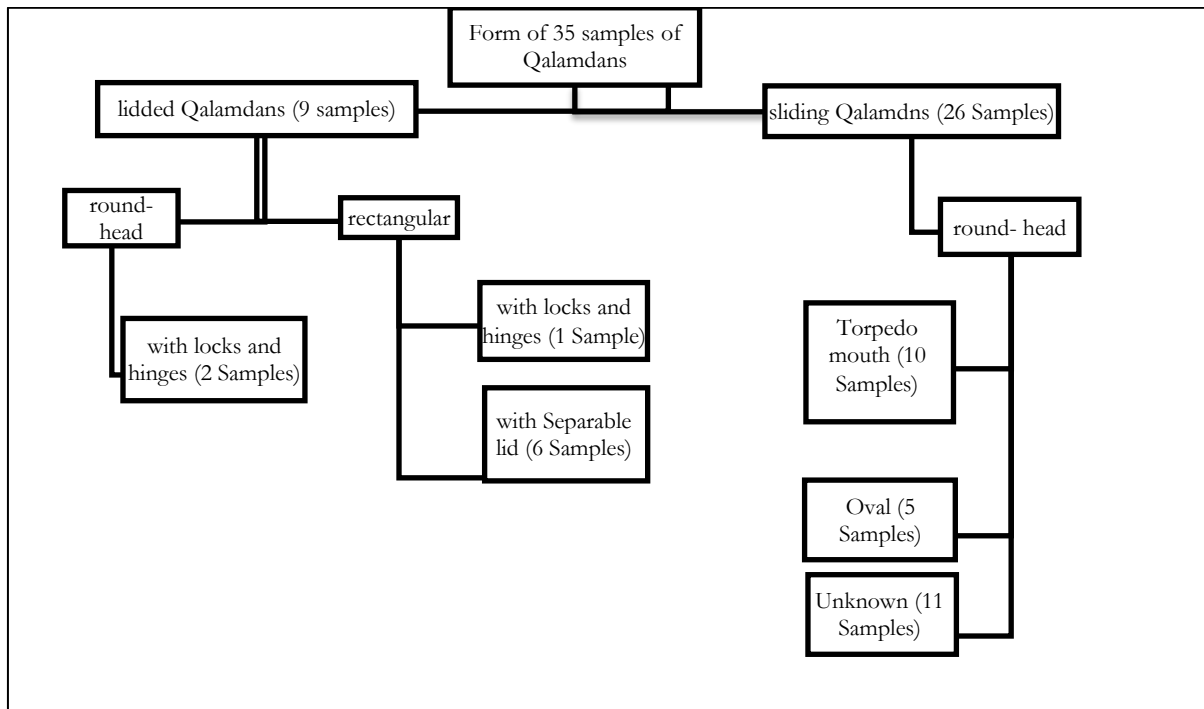 Form of 35 samples of
Qalamdans
lidded Qalamdans (9 samples)
sliding Qalamdns (26 Samples)
round-
head
rectangular
round- head
with locks and
hinges (2 Samples)
with locks and
hinges (1 Sample)
with Separable
lid (6 Samples)
Torpedo
mouth (10
Samples)
Oval (5
Samples)
Unknown (11
Samples)